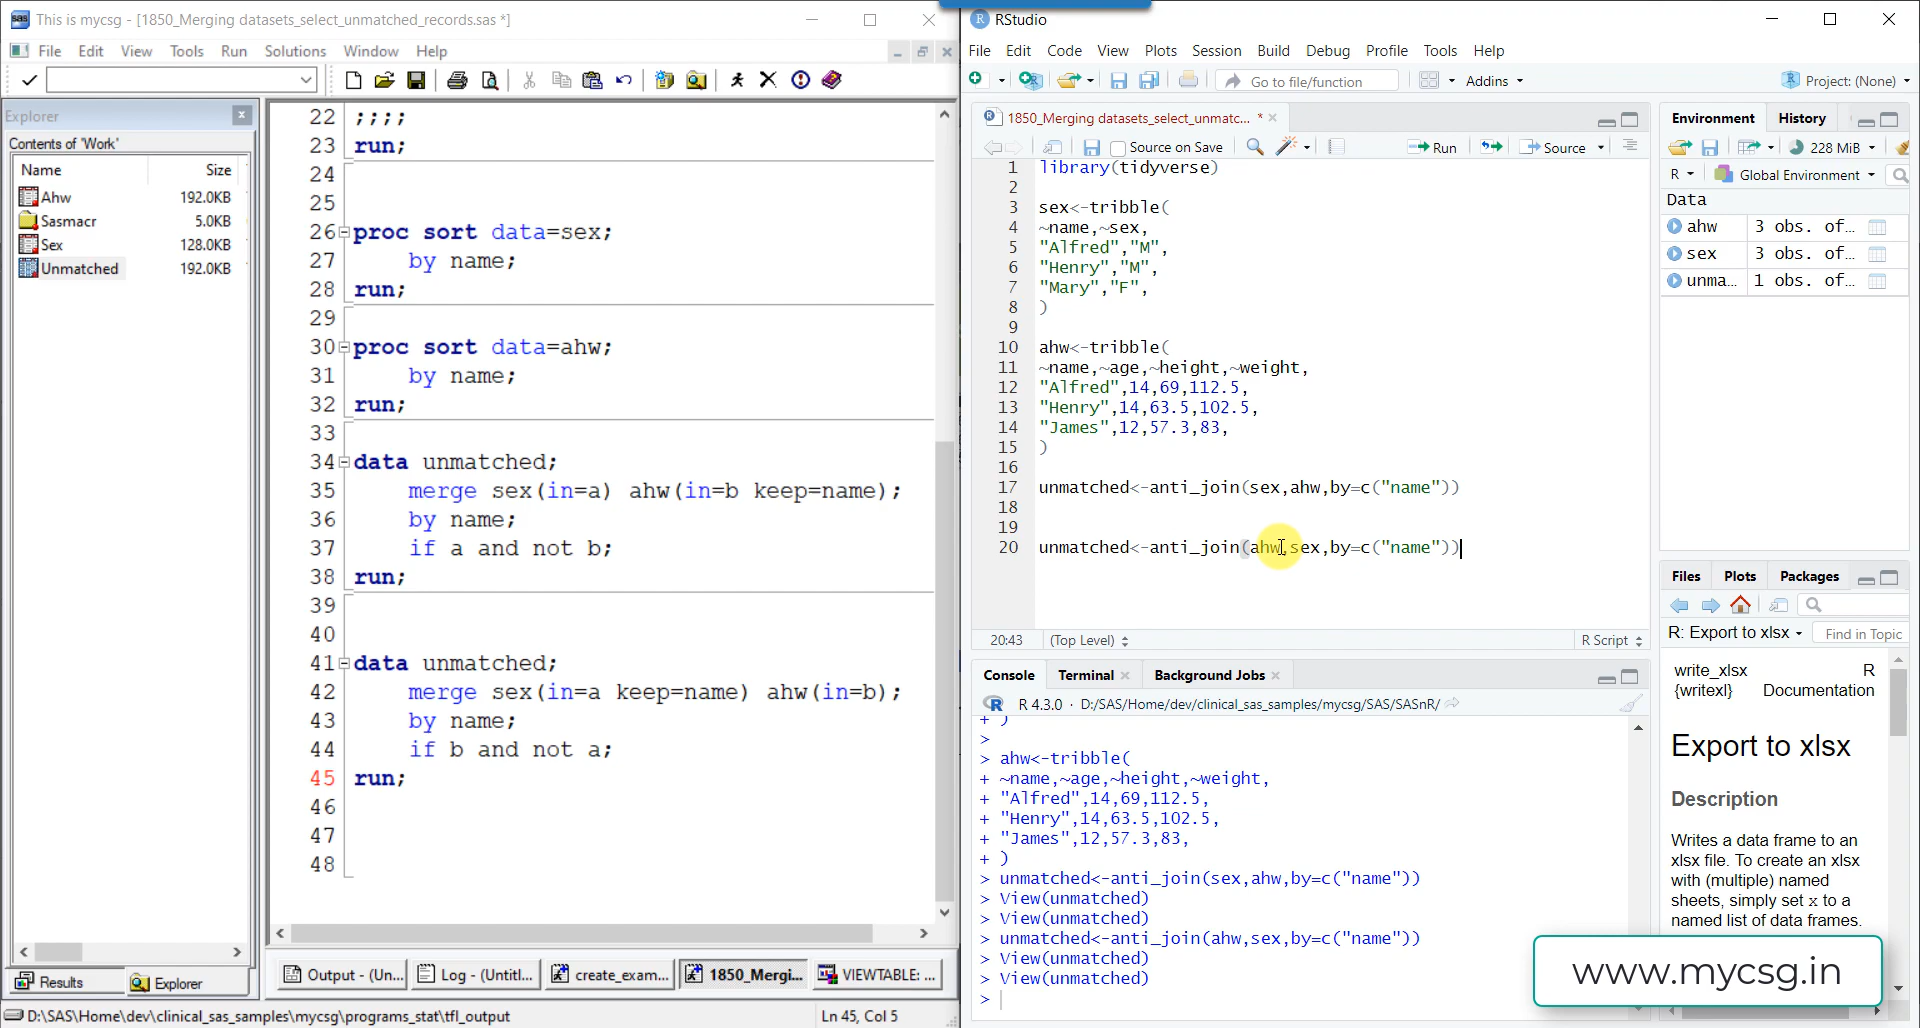 This is mycsg - [1850_Merging datasets_select_unmatched_records.sas *]
File Edit View Tools Run Solutions Window Help
Explorer
Contents of 'Work'
Name Size
Ahw 192.0KB
Sasmacr 5.0KB
Sex 128.0KB
Unmatched 192.0KB
Results Explorer
22 ;;;;
23 run;
24
25
26 proc sort data=sex;
27 by name;
28 run;
29
30 proc sort data=ahw;
31 by name;
32 run;
33
34 data unmatched;
35 merge sex(in=a) ahw(in=b keep=name);
36 by name;
37 if a and not b;
38 run;
39
40
41 data unmatched;
42 merge sex(in=a keep=name) ahw(in=b);
43 by name;
44 if b and not a;
45 run;
46
47
48
Output - (Un... Log - (Untitl... create_exam... 1850_Mergi... VIEWTABLE: ...
D:\SAS\Home\dev\clinical_sas_samples\mycsg\programs_stat\tfl_output Ln 45, Col 5
RStudio
File Edit Code View Plots Session Build Debug Profile Tools Help
Go to file/function Addins Project: (None)
1850_Merging datasets_select_unmatc... *
Source on Save Run Source
1 library(tidyverse)
2
3 sex<-tribble(
4 ~name,~sex,
5 "Alfred","M",
6 "Henry","M",
7 "Mary","F",
8 )
9
10 ahw<-tribble(
11 ~name,~age,~height,~weight,
12 "Alfred",14,69,112.5,
13 "Henry",14,63.5,102.5,
14 "James",12,57.3,83,
15 )
16
17 unmatched<-anti_join(sex,ahw,by=c("name"))
18
19
20 unmatched<-anti_join(ahw,sex,by=c("name"))
20:43 (Top Level) R Script
Console Terminal Background Jobs
R 4.3.0 · D:/SAS/Home/dev/clinical_sas_samples/mycsg/SAS/SASnR/
+ )
>
> ahw<-tribble(
+ ~name,~age,~height,~weight,
+ "Alfred",14,69,112.5,
+ "Henry",14,63.5,102.5,
+ "James",12,57.3,83,
+ )
> unmatched<-anti_join(sex,ahw,by=c("name"))
> View(unmatched)
> View(unmatched)
> unmatched<-anti_join(ahw,sex,by=c("name"))
> View(unmatched)
> View(unmatched)
>
Environment History
228 MiB
R Global Environment
Data
ahw 3 obs. of...
sex 3 obs. of...
unma... 1 obs. of...
Files Plots Packages
R: Export to xlsx Find in Topic
write_xlsx R
{writexl} Documentation
Export to xlsx
Description
Writes a data frame to an
xlsx file. To create an xlsx
with (multiple) named
sheets, simply set x to a
named list of data frames.
www.mycsg.in